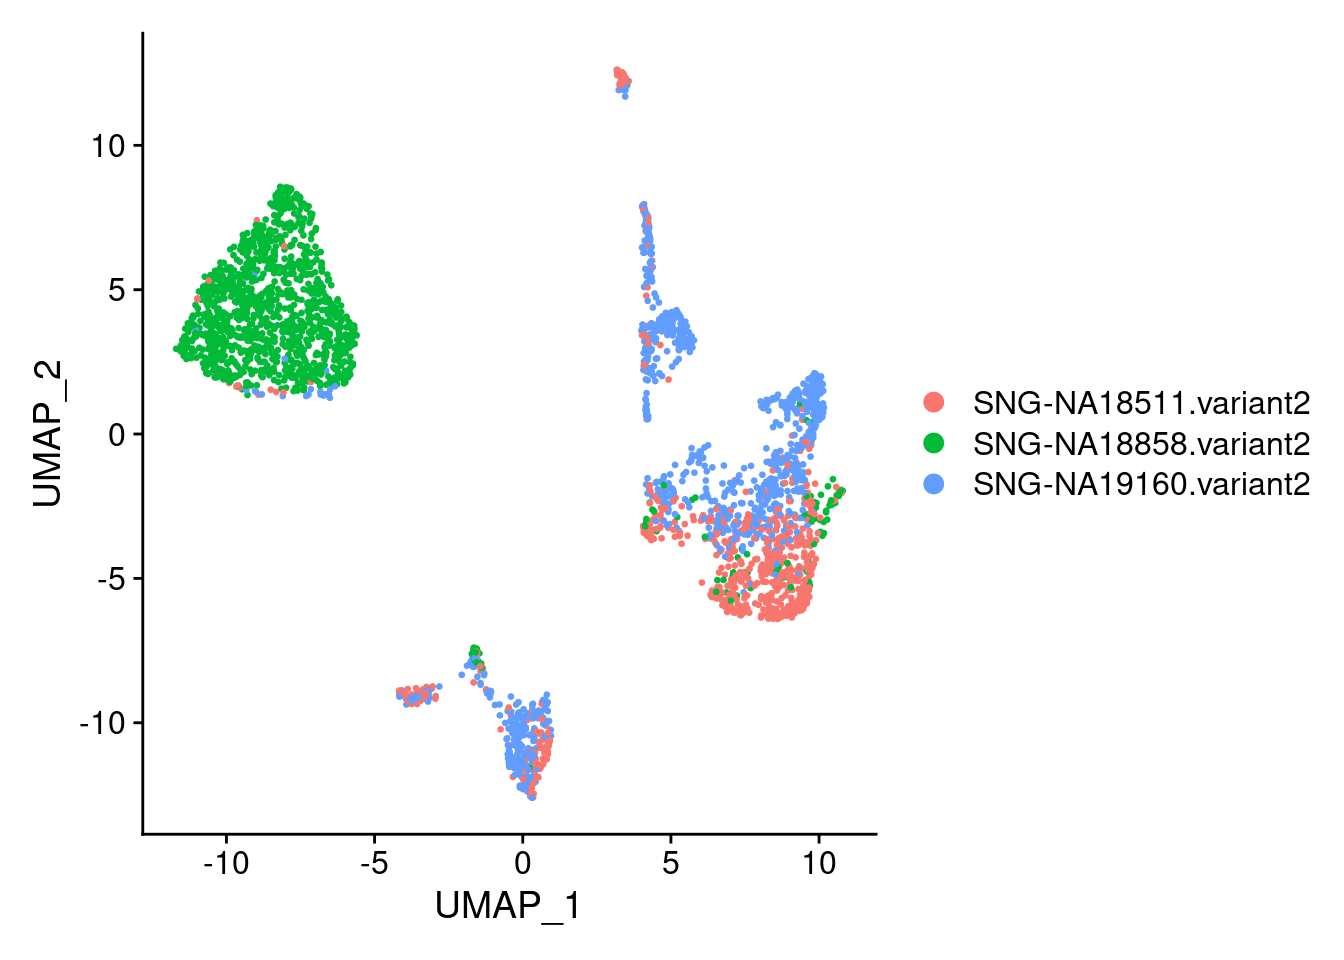 10
5
0
-5
-10
UMAP_2
-10 -5 0 5 10
UMAP_1
SNG-NA18511.variant2
SNG-NA18858.variant2
SNG-NA19160.variant2